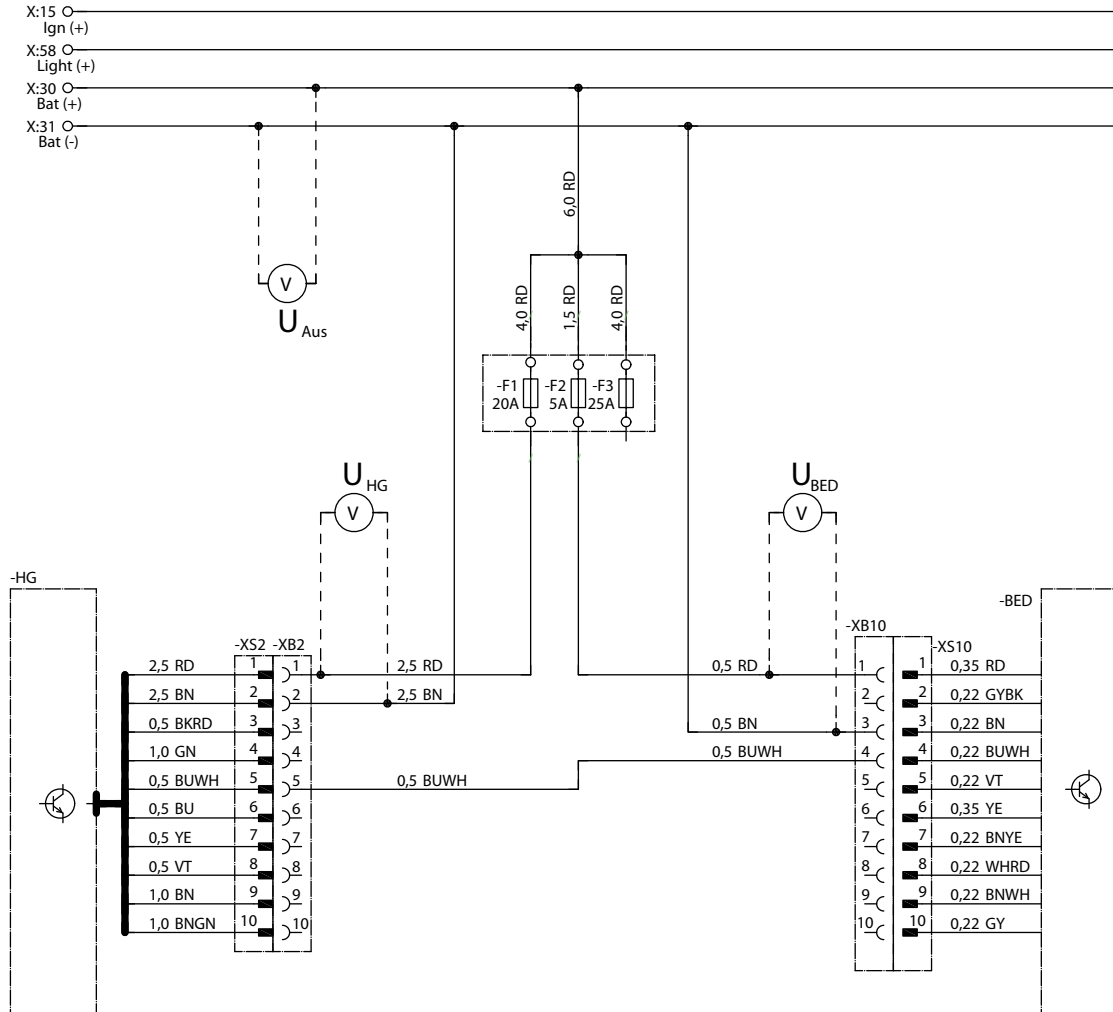 X:15
Ign (+)
X:58
Light (+)
X:30
Bat (+)
X:31
Bat (-)
6,0 RD
4,0 RD
1,5 RD
4,0 RD
V
U Aus
-F1
20A
-F2
5A
-F3
25A
U HG
V
U BED
V
-HG
-BED
-XS2 -XB2
-XB10
-XS10
2,5 RD 1 1 2,5 RD
2,5 BN 2 2 2,5 BN
0,5 BKRD 3 3
1,0 GN 4 4
0,5 BUWH 5 5 0,5 BUWH
0,5 BU 6 6
0,5 YE 7 7
0,5 VT 8 8
1,0 BN 9 9
1,0 BNGN 10 10
0,5 RD 1 1 0,35 RD
2 2 0,22 GYBK
0,5 BN 3 3 0,22 BN
0,5 BUWH 4 4 0,22 BUWH
5 5 0,22 VT
6 6 0,35 YE
7 7 0,22 BNYE
8 8 0,22 WHRD
9 9 0,22 BNWH
10 10 0,22 GY